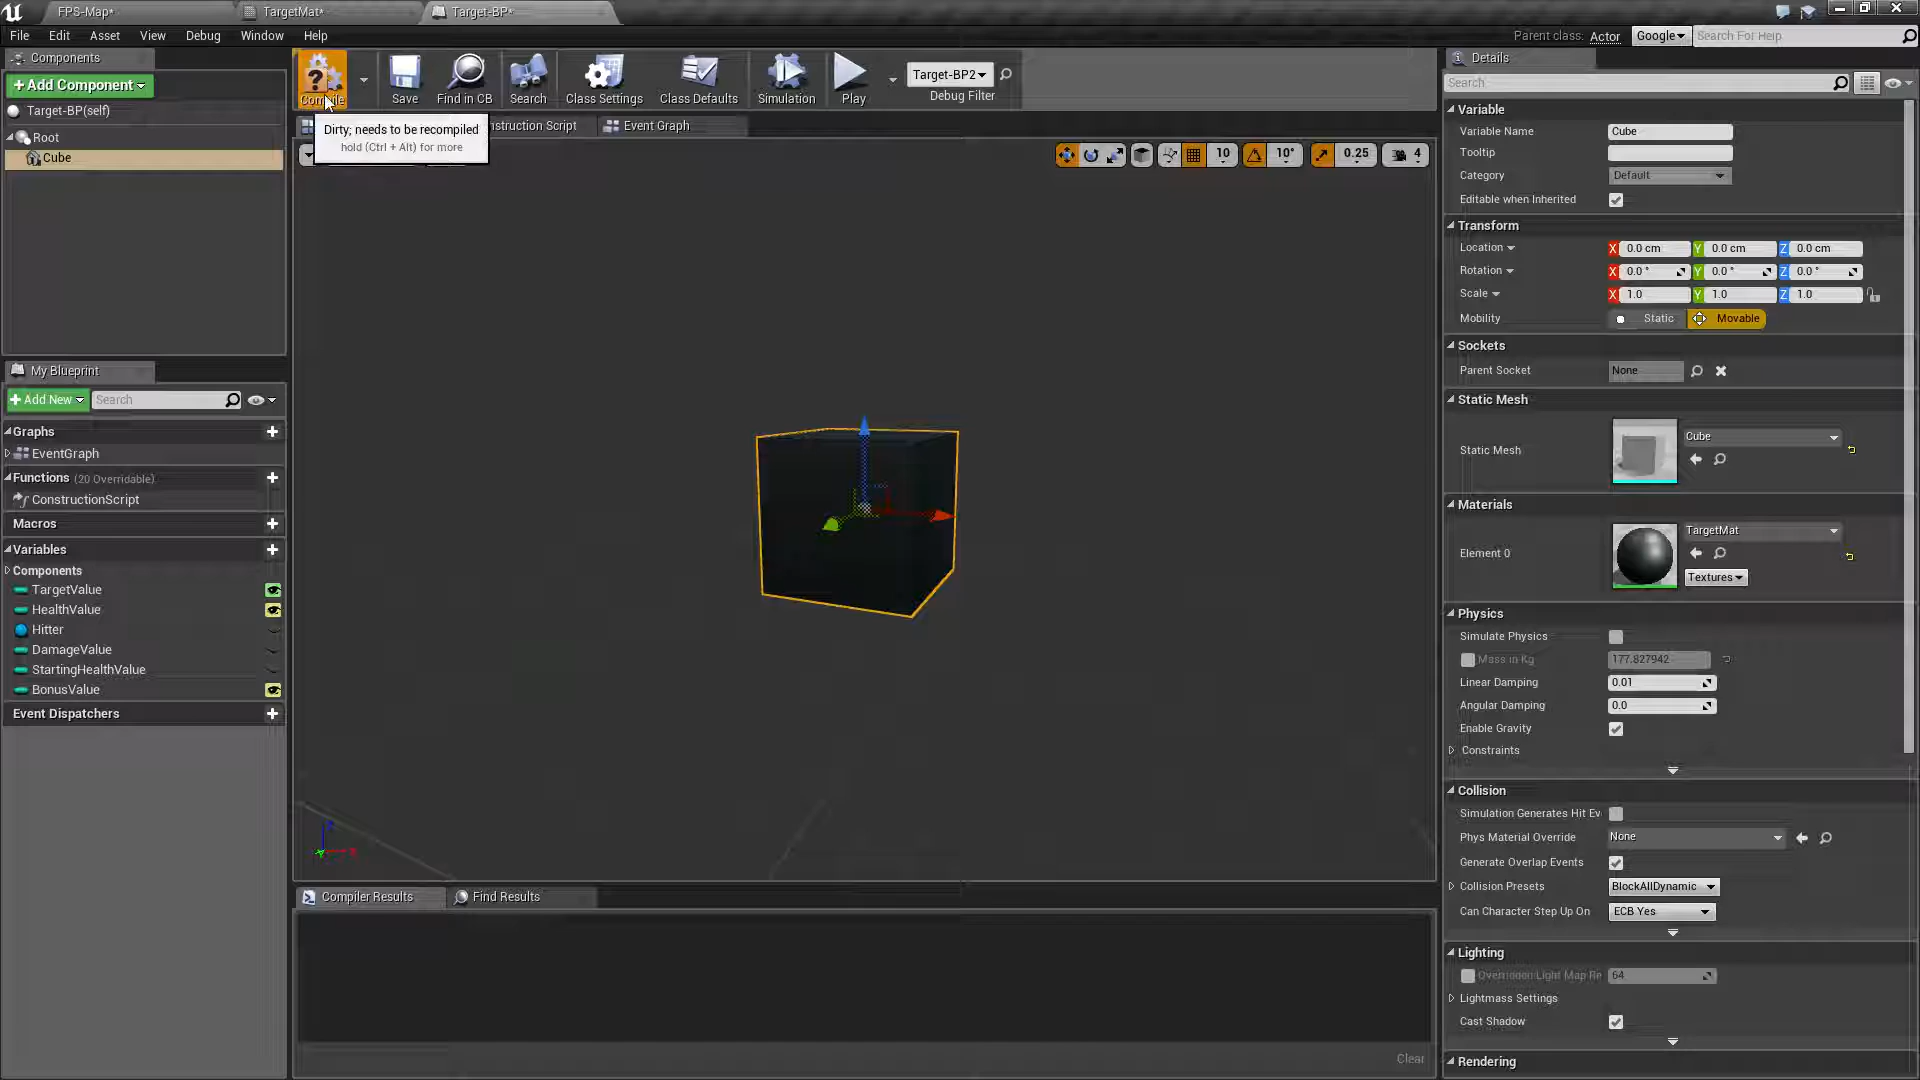 FPS-Map*
TargetMat*
Target-BP*
File Edit Asset View Debug Window Help
Parent class: Actor
Google
Search For Help
Components
+ Add Component
Target-BP(self)
Root
Cube
My Blueprint
+ Add New
Search
Graphs
EventGraph
Functions (20 Overridable)
ConstructionScript
Macros
Variables
Components
TargetValue
HealthValue
Hitter
DamageValue
StartingHealthValue
BonusValue
Event Dispatchers
Compile
Save
Find in CB
Search
Class Settings
Class Defaults
Simulation
Play
Target-BP2
Debug Filter
Dirty; needs to be recompiled
hold (Ctrl + Alt) for more
nstruction Script
Event Graph
10
10°
0.25
4
Z
X
Compiler Results
Find Results
Clear
Details
Search
Variable
Variable Name Cube
Tooltip
Category Default
Editable when Inherited
Transform
Location X 0.0 cm Y 0.0 cm Z 0.0 cm
Rotation X 0.0 ° Y 0.0 ° Z 0.0 °
Scale X 1.0 Y 1.0 Z 1.0
Mobility Static Movable
Sockets
Parent Socket None
Static Mesh
Static Mesh Cube
Materials
Element 0 TargetMat
Textures
Physics
Simulate Physics
Mass in Kg 177.827942
Linear Damping 0.01
Angular Damping 0.0
Enable Gravity
Constraints
Collision
Simulation Generates Hit Ev
Phys Material Override None
Generate Overlap Events
Collision Presets BlockAllDynamic
Can Character Step Up On ECB Yes
Lighting
Overridden Light Map Re 64
Lightmass Settings
Cast Shadow
Rendering